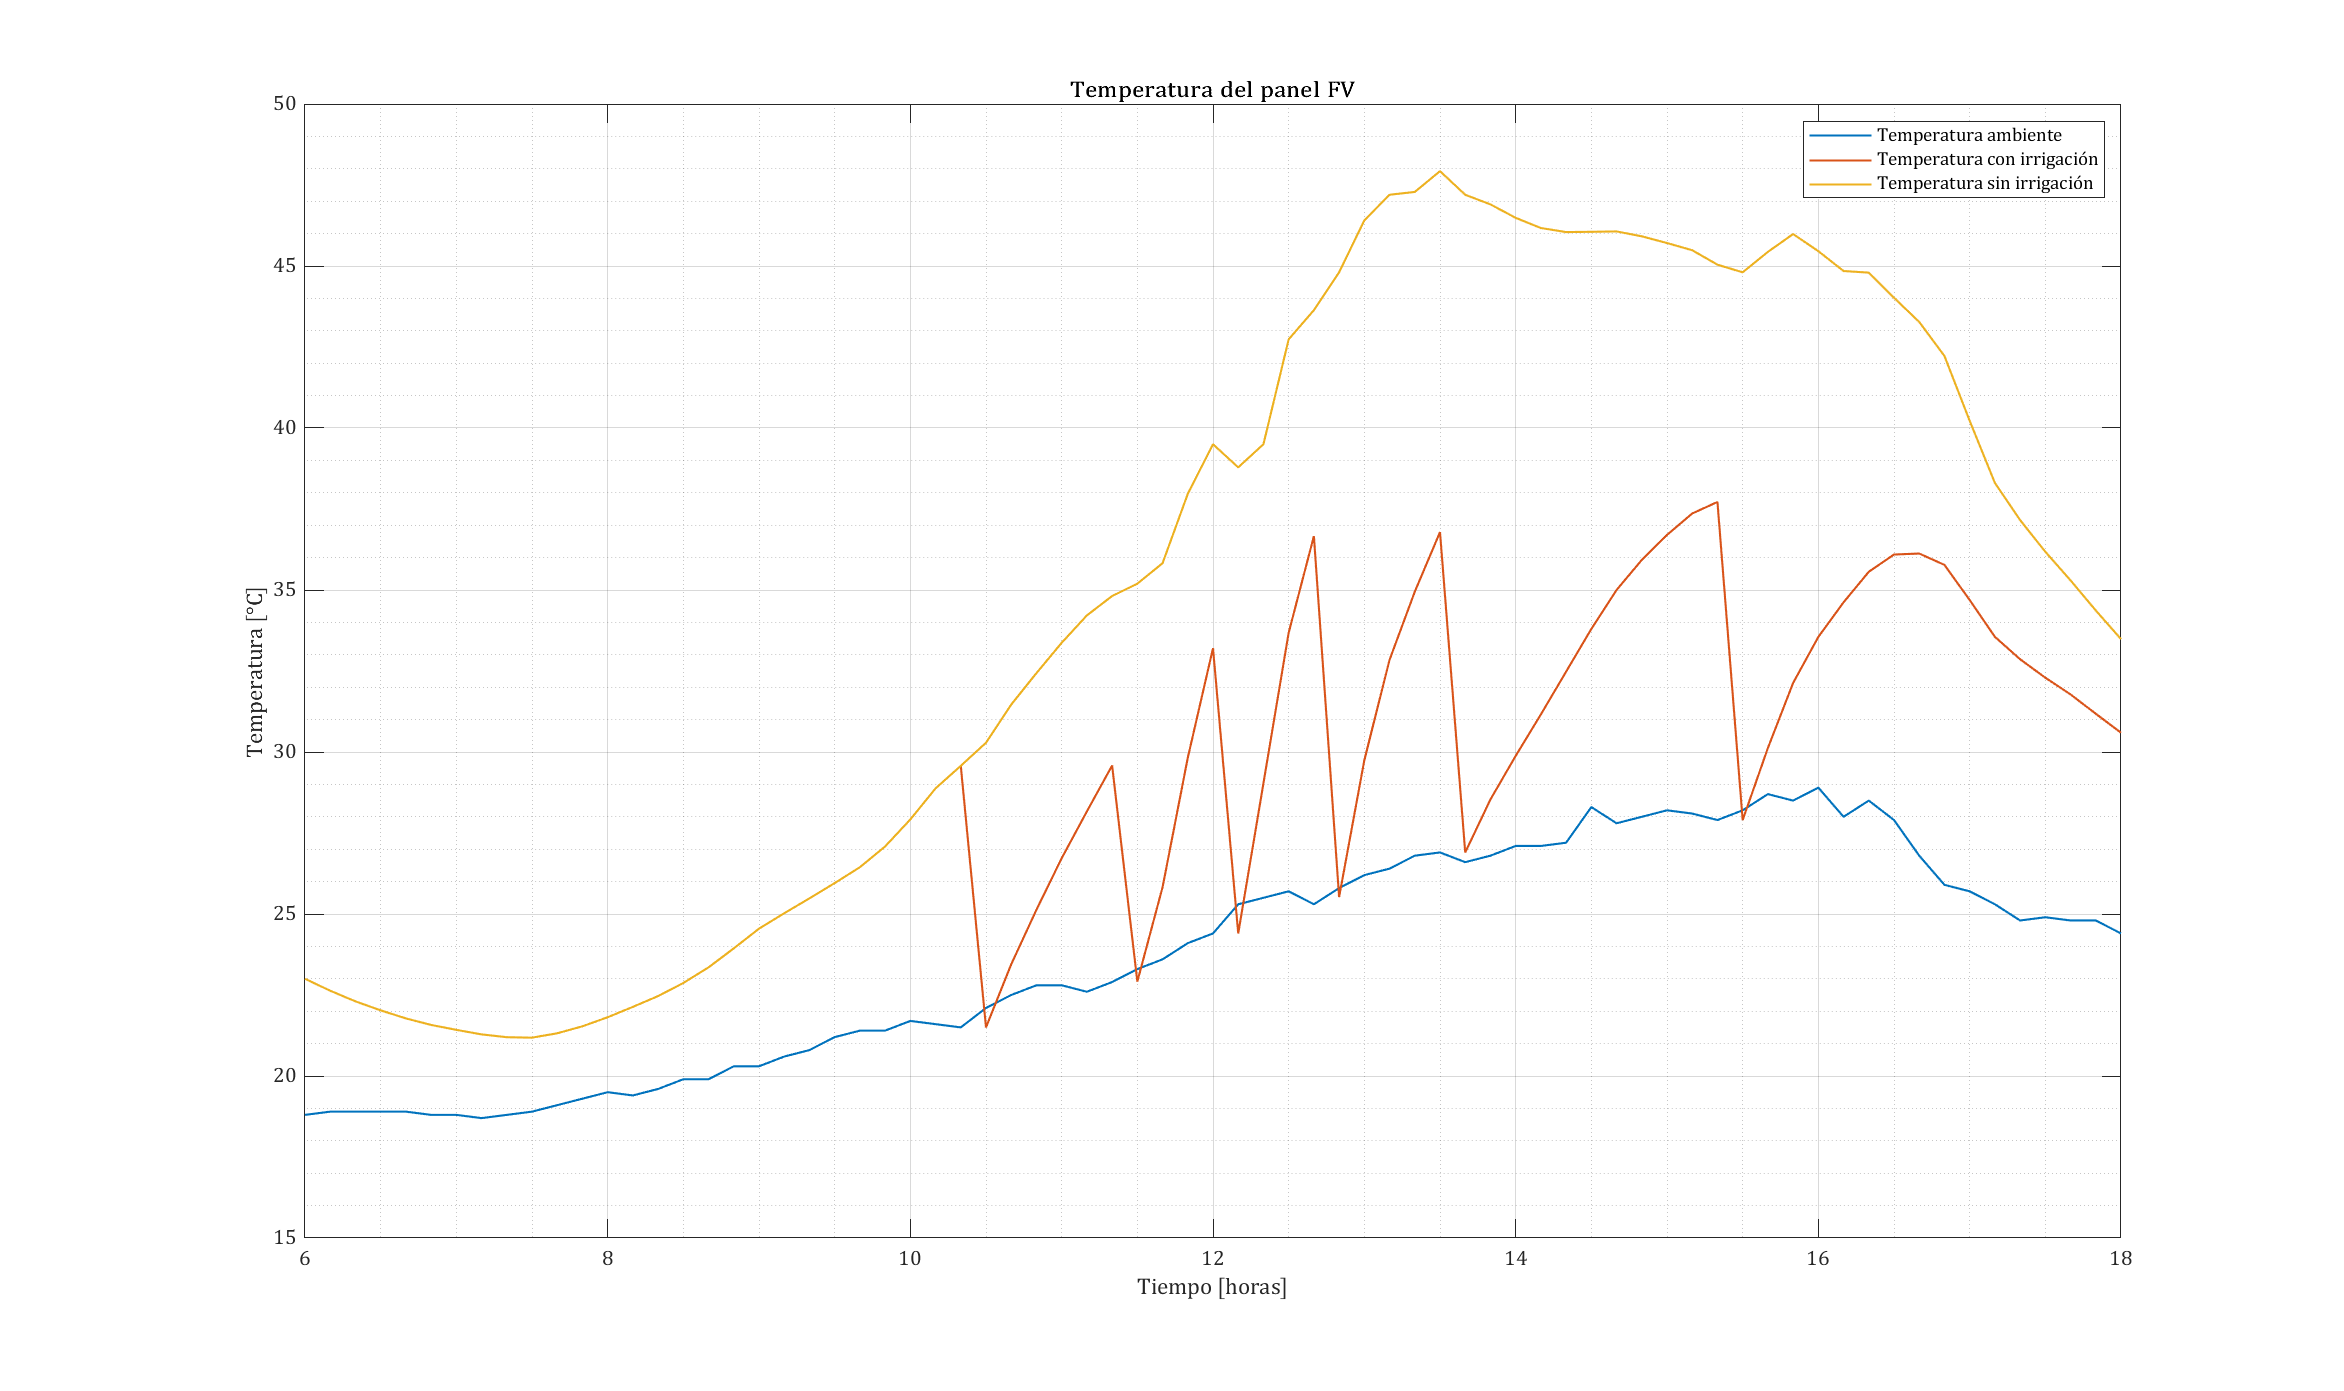 Temperatura del panel FV
50
45
40
35
30
25
20
15
Temperatura [°C]
Temperatura ambiente
Temperatura con irrigación
Temperatura sin irrigación
6 8 10 12 14 16 18
Tiempo [horas]